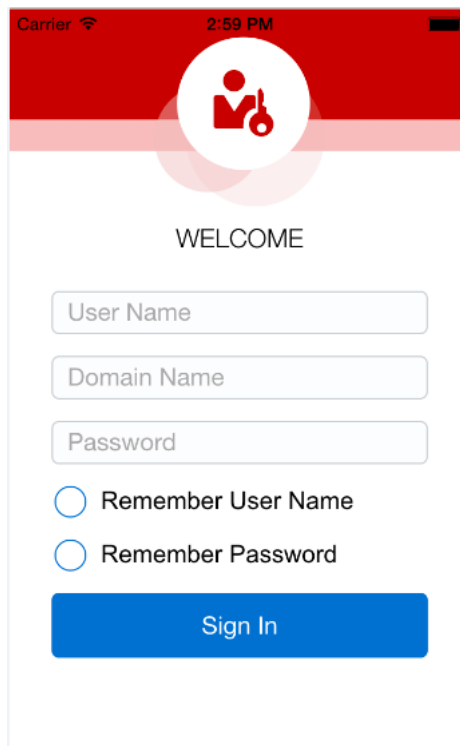 Carrier 2:59 PM
WELCOME
User Name
Domain Name
Password
Remember User Name
Remember Password
Sign In